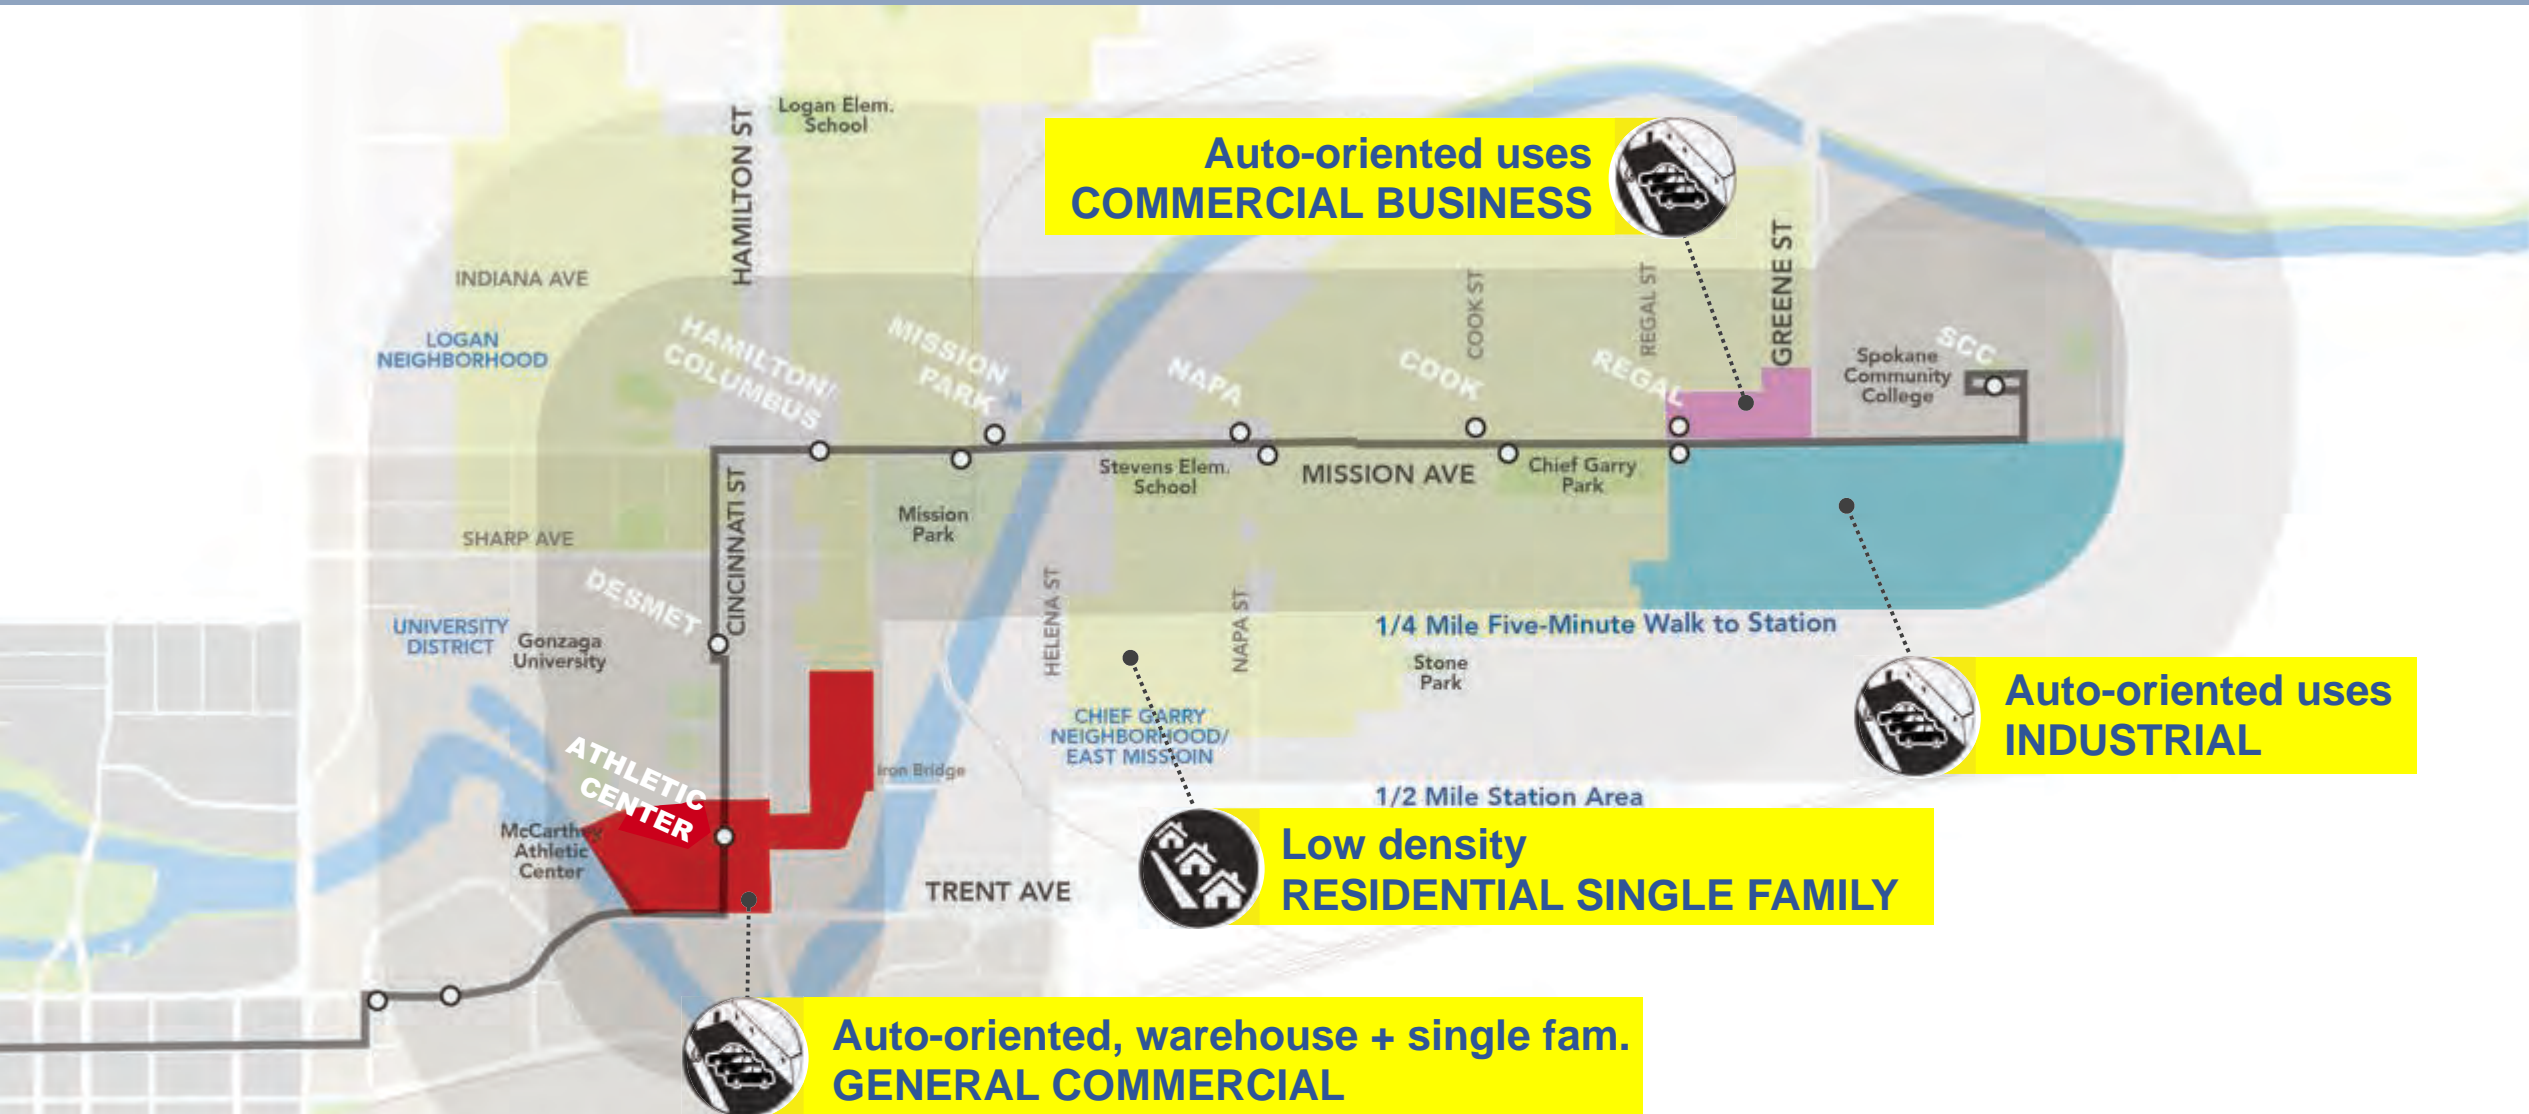 Logan Elem.
School
HAMILTON ST
Auto-oriented uses
COMMERCIAL BUSINESS
INDIANA AVE
LOGAN
NEIGHBORHOOD
HAMILTON/
COLUMBUS
MISSION
PARK
NAPA
COOK
COOK ST
REGAL
REGAL ST
GREENE ST
Spokane
Community
College
SCC
CINCINNATI ST
Mission
Park
Stevens Elem.
School
MISSION AVE
Chief Garry
Park
SHARP AVE
DESMET
UNIVERSITY
DISTRICT
Gonzaga
University
HELENA ST
NAPA ST
1/4 Mile Five-Minute Walk to Station
Stone
Park
Auto-oriented uses
INDUSTRIAL
CHIEF GARRY
NEIGHBORHOOD/
EAST MISSIOIN
ATHLETIC
CENTER
Iron Bridge
1/2 Mile Station Area
McCarthey
Athletic
Center
Low density
RESIDENTIAL SINGLE FAMILY
TRENT AVE
Auto-oriented, warehouse + single fam.
GENERAL COMMERCIAL